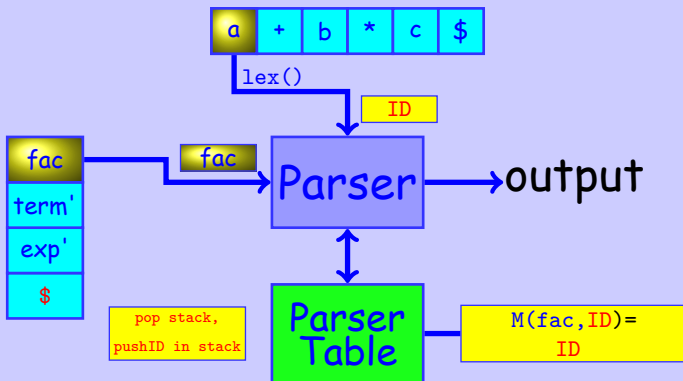 a + b * c $
lex()
ID
fac
fac
Parser
output
term'
exp'
$
Parser
Table
pop stack,
pushID in stack
M(fac,ID)=
ID